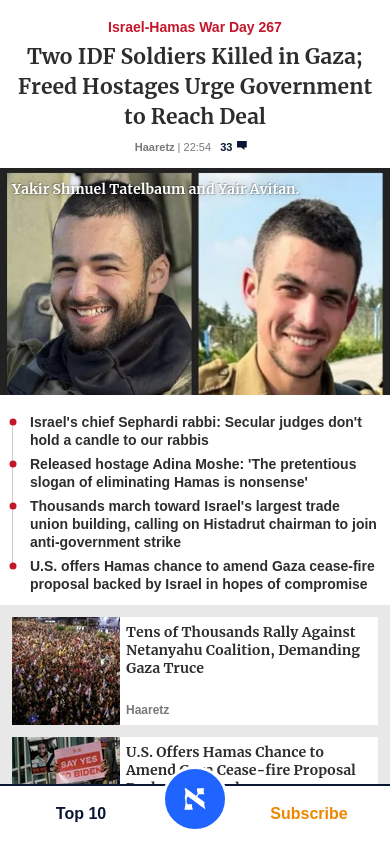 Israel-Hamas War Day 267
Two IDF Soldiers Killed in Gaza;
Freed Hostages Urge Government
to Reach Deal
Haaretz | 22:54 33
Yakir Shmuel Tatelbaum and Yair Avitan.
Israel's chief Sephardi rabbi: Secular judges don't
hold a candle to our rabbis
Released hostage Adina Moshe: 'The pretentious
slogan of eliminating Hamas is nonsense'
Thousands march toward Israel's largest trade
union building, calling on Histadrut chairman to join
anti-government strike
U.S. offers Hamas chance to amend Gaza cease-fire
proposal backed by Israel in hopes of compromise
Tens of Thousands Rally Against
Netanyahu Coalition, Demanding
Gaza Truce
Haaretz
SAY YES
TO BIDEN
U.S. Offers Hamas Chance to
Amend Gaza Cease-fire Proposal
Top 10
Subscribe